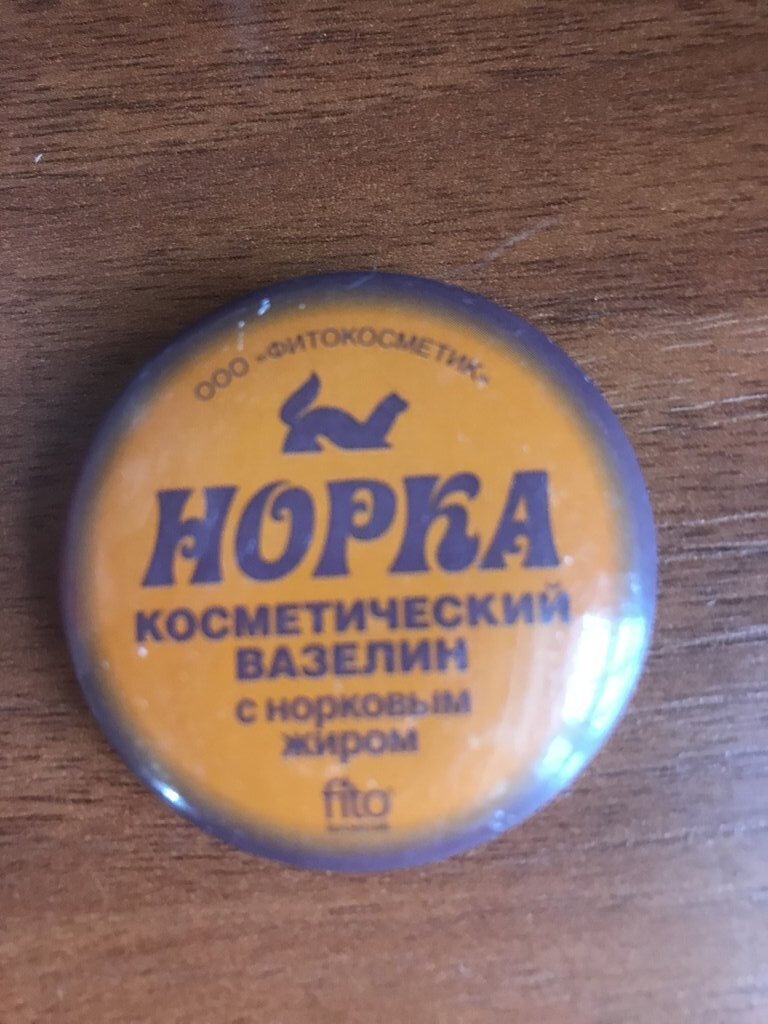 ООО «ФИТОКОСМЕТИК»
НОРКА
КОСМЕТИЧЕСКИЙ
ВАЗЕЛИН
с норковым
жиром
fito